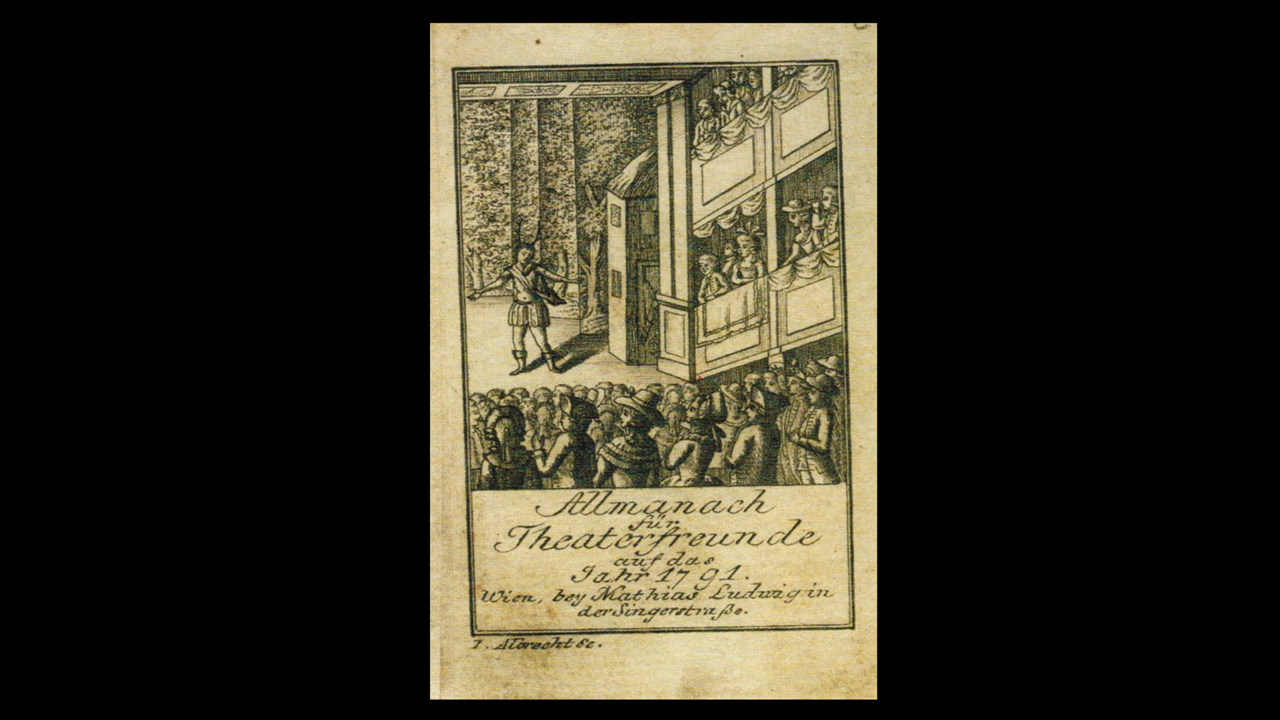 Allmanach
für
Theaterfreunde
auf das
Jahr 1791.
Wien, bey Mathias Ludwig in
der Singerstraße.
I. Albrecht Sc.